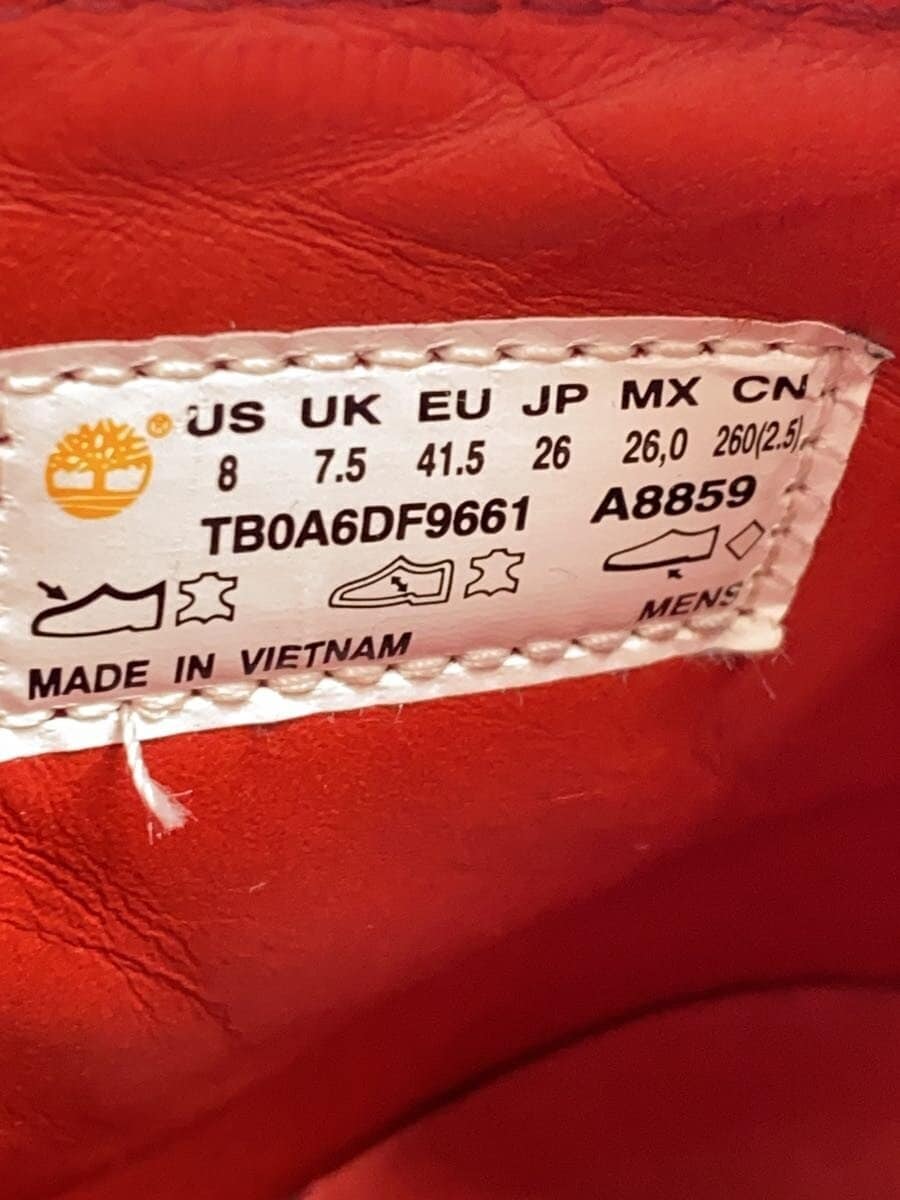 ® US UK EU JP MX CN
8 7.5 41.5 26 26,0 260(2.5)
TB0A6DF9661 A8859
MENS
MADE IN VIETNAM